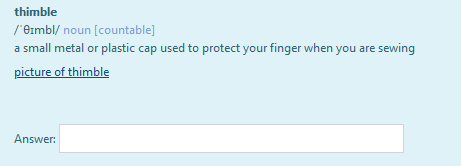 thimble
/ˈθɪmbl/ noun [countable]
a small metal or plastic cap used to protect your finger when you are sewing
picture of thimble
Answer: